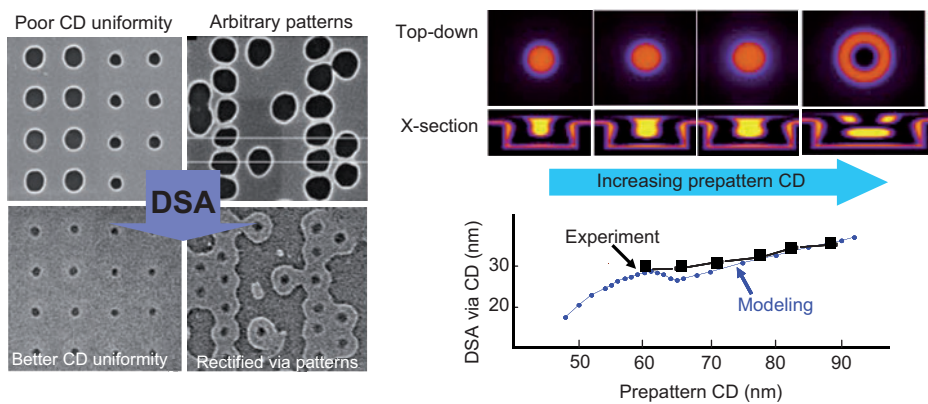 Poor CD uniformity
Arbitrary patterns
DSA
Better CD uniformity
Rectified via patterns
Top-down
X-section
Increasing prepattern CD
DSA via CD (nm)
30
20
Experiment
Modeling
50
60
70
80
90
Prepattern CD (nm)